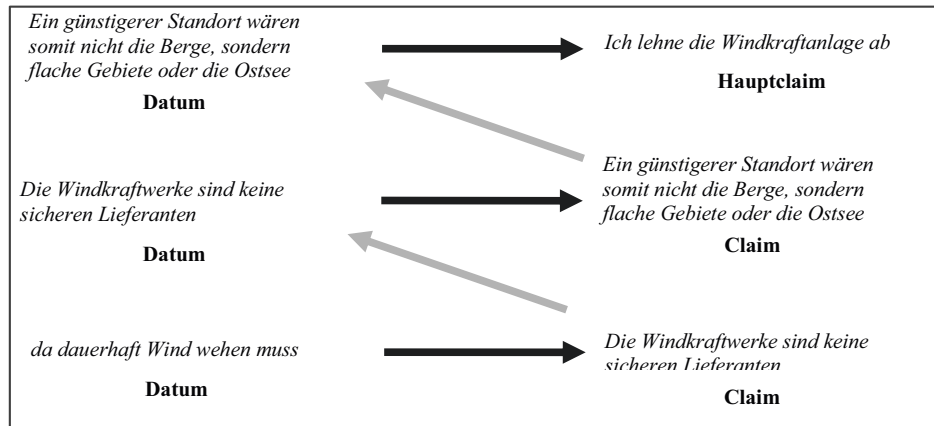 Ein günstigerer Standort wären
somit nicht die Berge, sondern
flache Gebiete oder die Ostsee
Datum
Ich lehne die Windkraftanlage ab
Hauptclaim
Die Windkraftwerke sind keine
sicheren Lieferanten
Datum
Ein günstigerer Standort wären
somit nicht die Berge, sondern
flache Gebiete oder die Ostsee
Claim
da dauerhaft Wind wehen muss
Datum
Die Windkraftwerke sind keine
sicheren Lieferanten
Claim